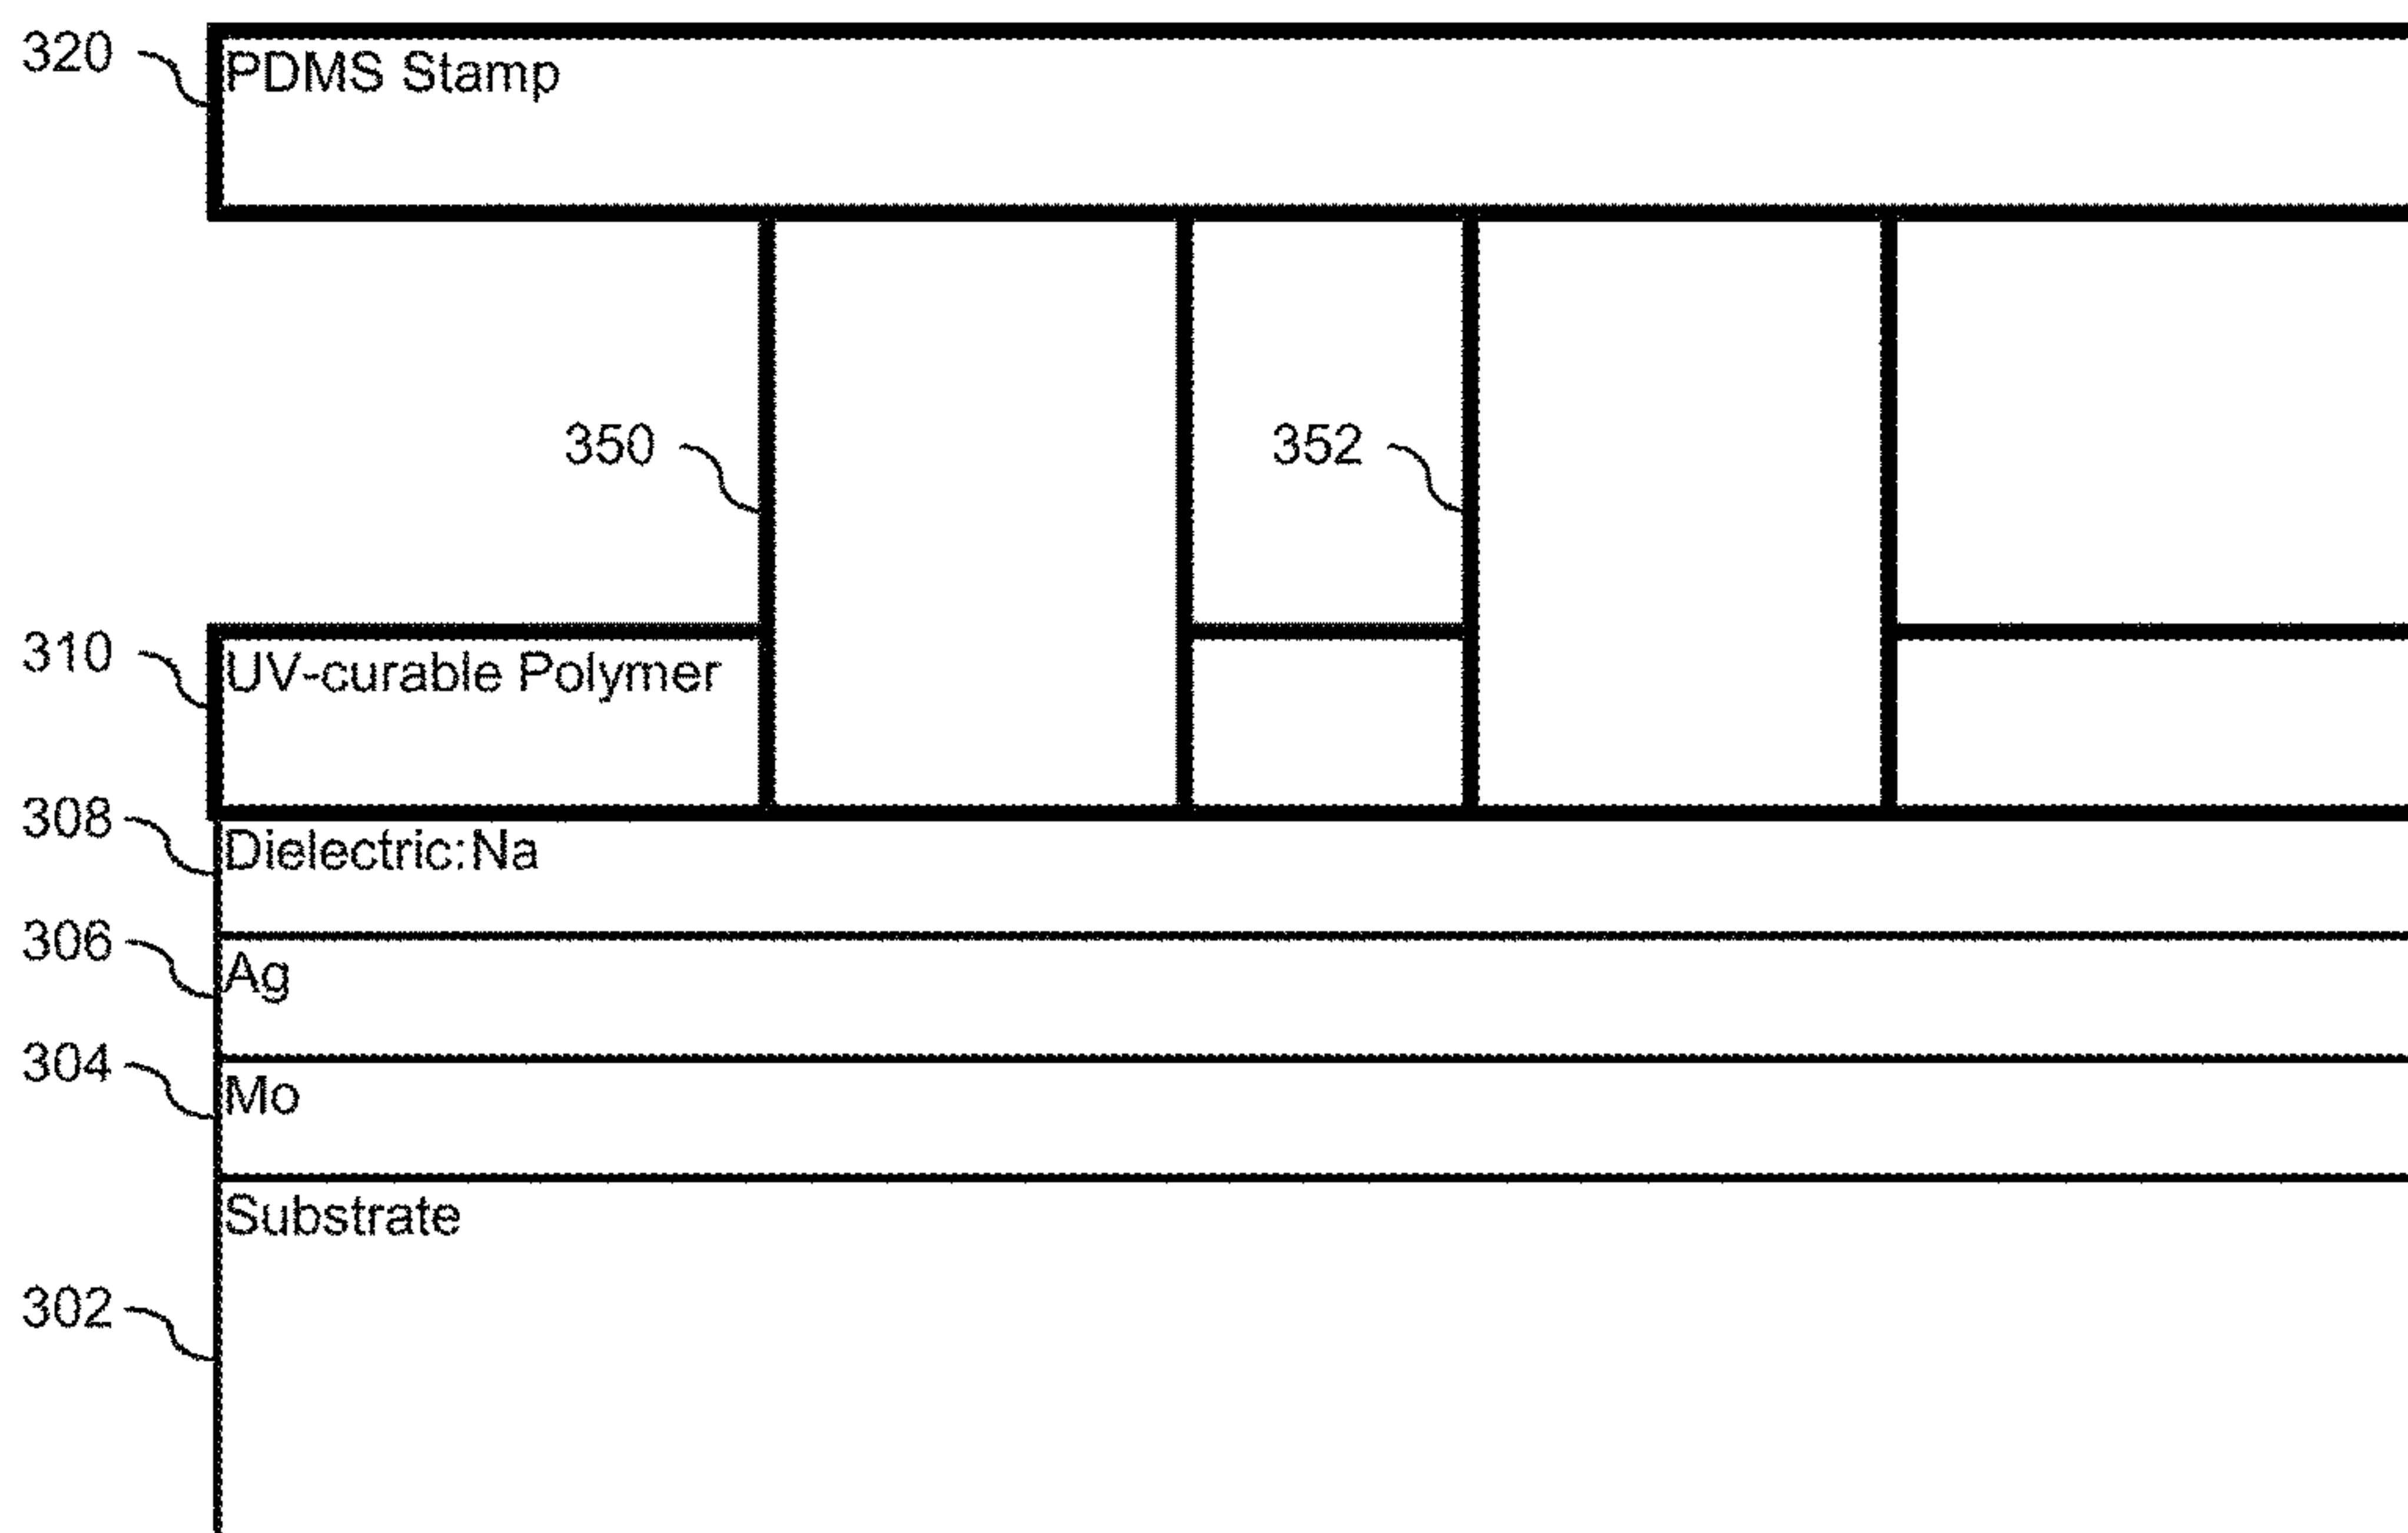 320
PDMS Stamp
350
352
310
UV-curable Polymer
308
Dielectric:Na
306
Ag
304
Mo
Substrate
302